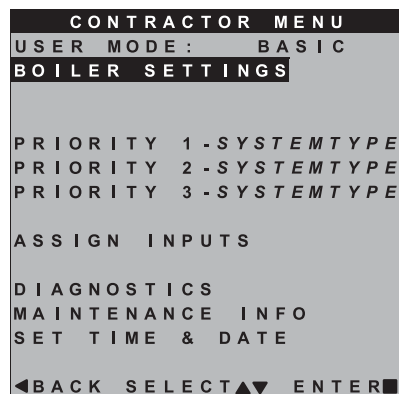 CONTRACTOR MENU
USER MODE: BASIC
BOILER SETTINGS
PRIORITY 1-SYSTEMTYPE
PRIORITY 2-SYSTEMTYPE
PRIORITY 3-SYSTEMTYPE
ASSIGN INPUTS
DIAGNOSTICS
MAINTENANCE INFO
SET TIME & DATE
◀BACK SELECT▲▼ ENTER■